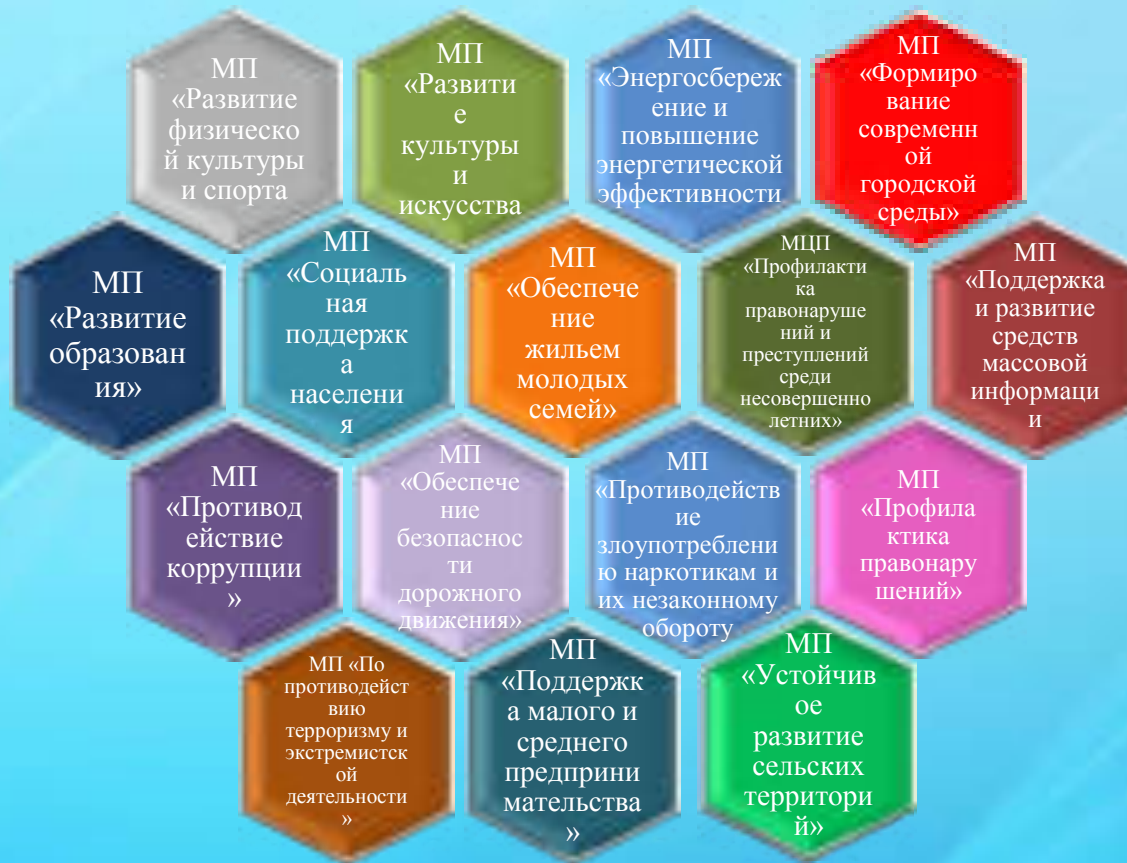 МП
«Развитие
физическо
й культуры
и спорта
МП
«Развити
е
культуры
и
искусства
МП
«Энергосбереж
ение и
повышение
энергетической
эффективности
МП
«Формиро
вание
современн
ой
городской
среды»
МП
«Развитие
образован
ия»
МП
«Социаль
ная
поддержк
а
населени
я
МП
«Обеспече
ние
жильем
молодых
семей»
МЦП
«Профилакти
ка
правонаруше
ний и
преступлений
среди
несовершенно
летних»
МП
«Поддержка
и развитие
средств
массовой
информаци
и
МП
«Противод
ействие
коррупции
»
МП
«Обеспече
ние
безопаснос
ти
дорожного
движения»
МП
«Противодейств
ие
злоупотреблени
ю наркотикам и
их незаконному
обороту
МП
«Профила
ктика
правонару
шений»
МП «По
противодейст
вию
терроризму и
экстремистск
ой
деятельности
»
МП
«Поддержк
а малого и
среднего
предприни
мательства
»
МП
«Устойчив
ое
развитие
сельских
территори
й»